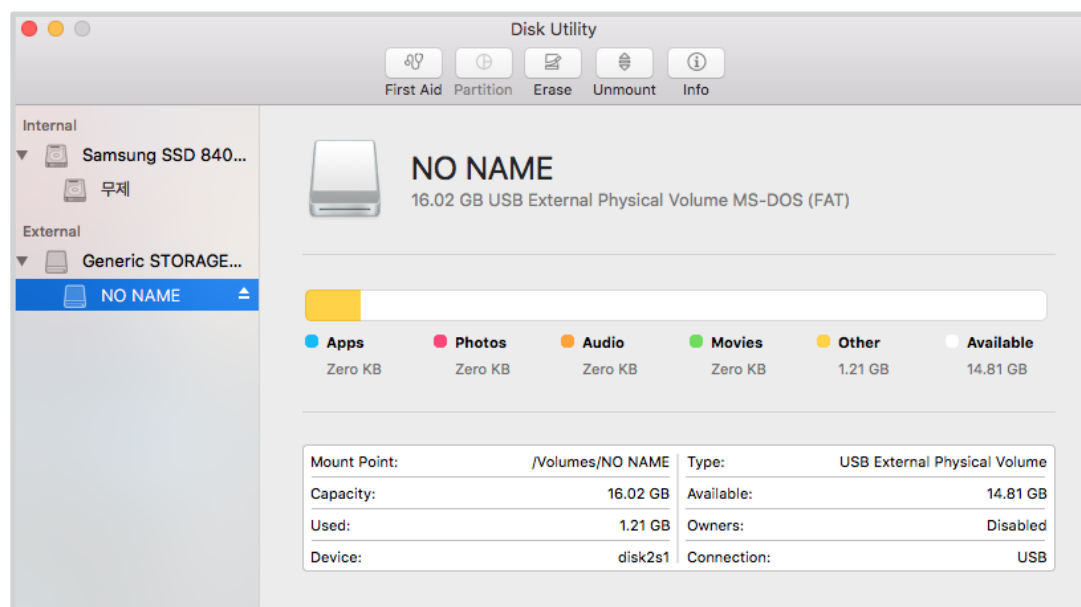 Disk Utility
First Aid Partition Erase Unmount Info
Internal
Samsung SSD 840...
무제
External
Generic STORAGE...
NO NAME
NO NAME
16.02 GB USB External Physical Volume MS-DOS (FAT)
Apps Photos Audio Movies Other Available
Zero KB Zero KB Zero KB Zero KB 1.21 GB 14.81 GB
Mount Point: /Volumes/NO NAME Type: USB External Physical Volume
Capacity: 16.02 GB Available: 14.81 GB
Used: 1.21 GB Owners: Disabled
Device: disk2s1 Connection: USB